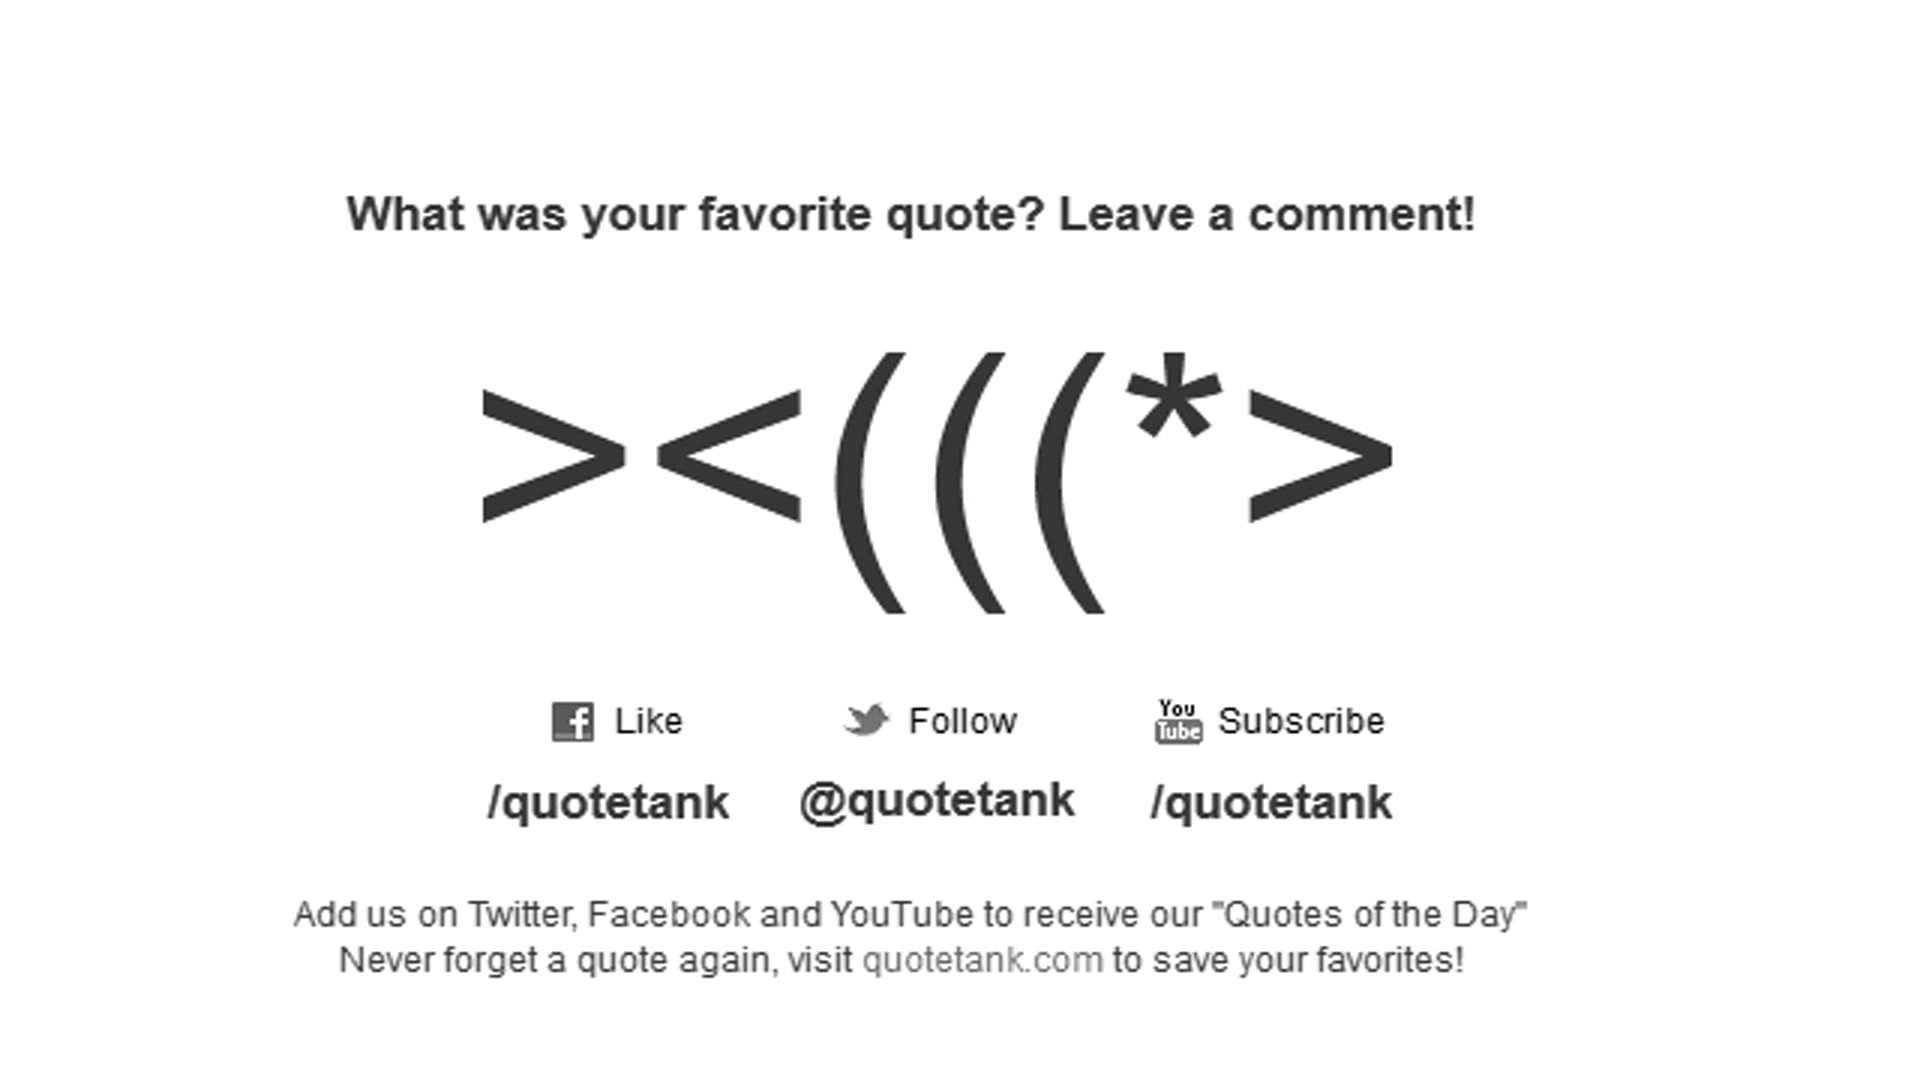 What was your favorite quote? Leave a comment!
><(((*>
f Like Follow You Tube Subscribe
/quotetank @quotetank /quotetank
Add us on Twitter, Facebook and YouTube to receive our "Quotes of the Day"
Never forget a quote again, visit quotetank.com to save your favorites!